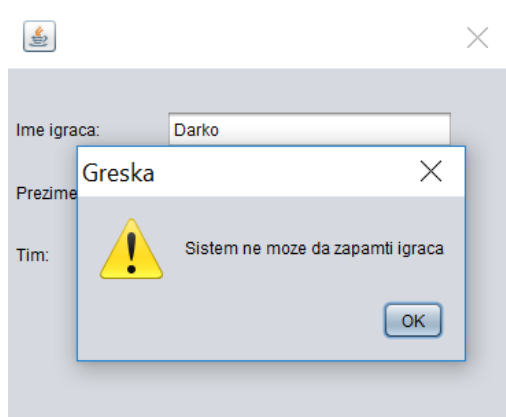 Ime igraca:
Darko
Greska
Prezime
Sistem ne moze da zapamti igraca
Tim:
OK